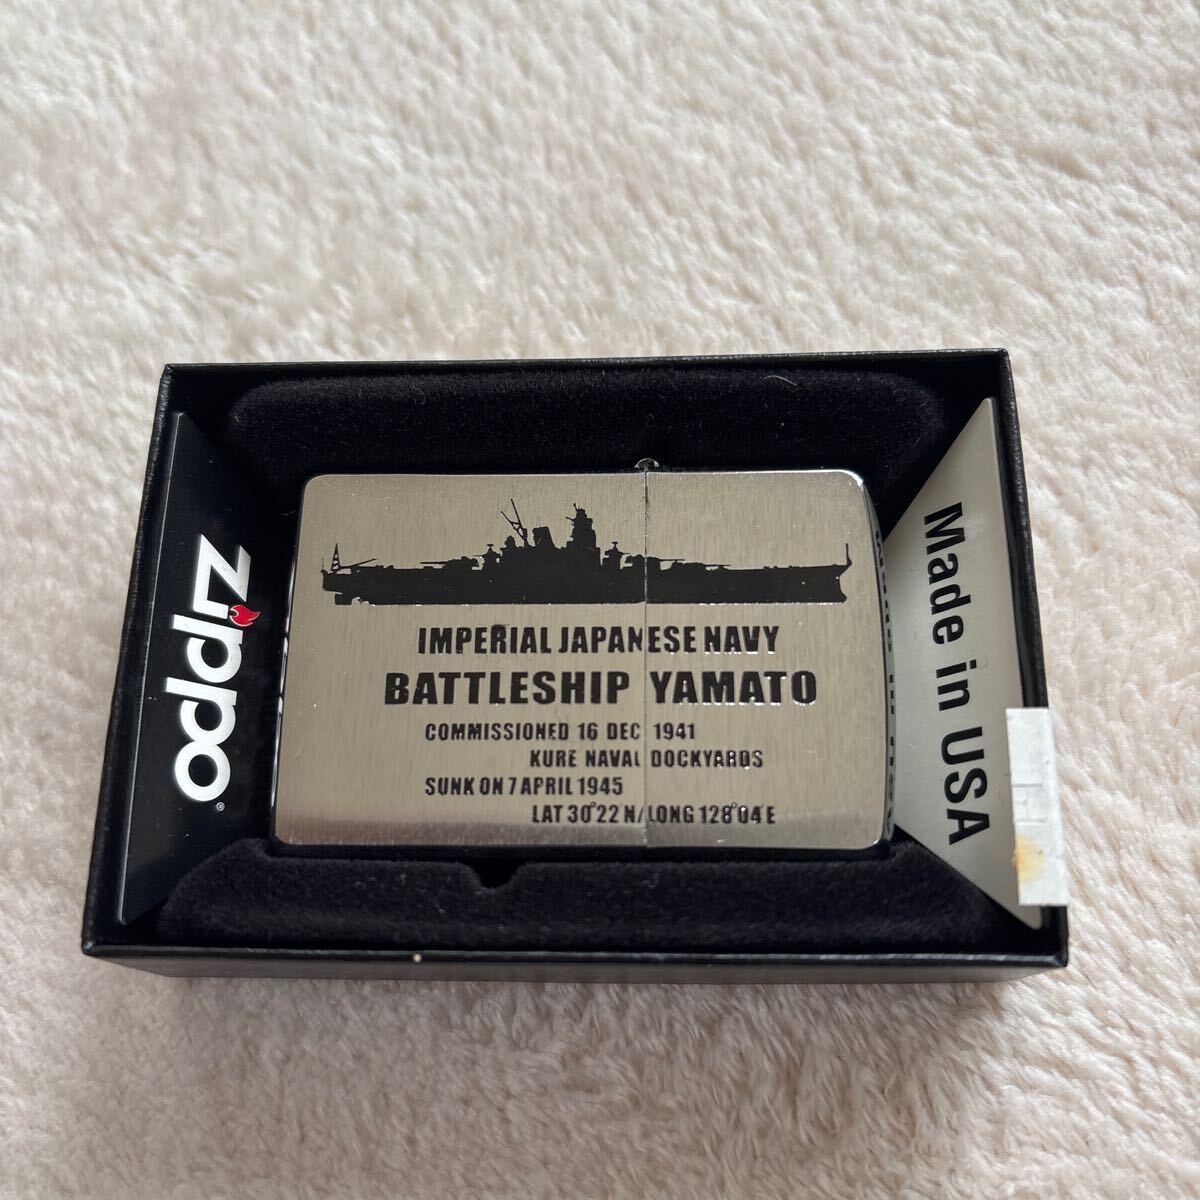 zippo
®
IMPERIAL JAPANESE NAVY
BATTLESHIP YAMATO
COMMISSIONED 16 DEC 1941
KURE NAVAL DOCKYARDS
SUNK ON 7 APRIL 1945
LAT 30°22 N/LONG 128°04'E
Made in USA